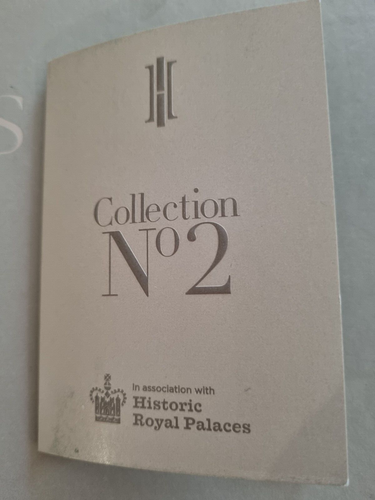 Collection
Nº2
In association with
Historic
Royal Palaces
S